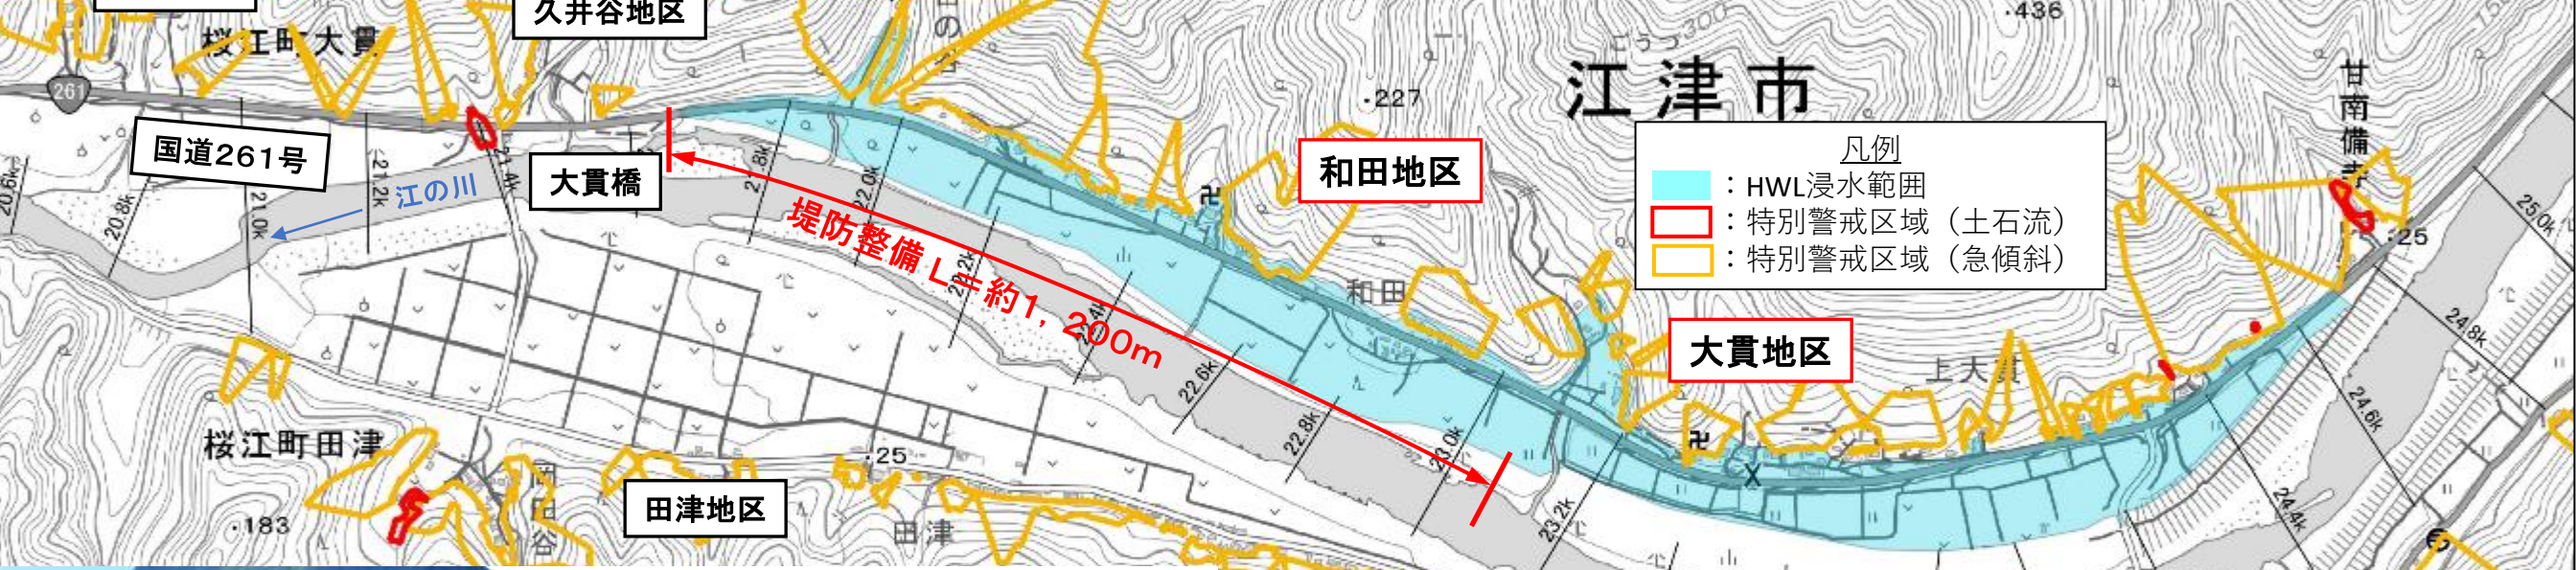 久井谷地区
桜江町大貫
261
国道261号
大貫橋
江の川
20.6k
20.8k
21.0k
21.2k
21.4k
21.8k
22.0k
22.2k
22.4k
22.6k
22.8k
23.0k
23.2k
24.4k
24.6k
24.8k
25.0k
堤防整備 L=約1,200m
和田地区
・227
・436
300
ごうつ
江津市
凡例
：HWL浸水範囲
：特別警戒区域（土石流）
：特別警戒区域（急傾斜）
甘南備寺
・25
和田
大貫地区
上大貫
桜江町田津
・183
田津地区
・25
田津